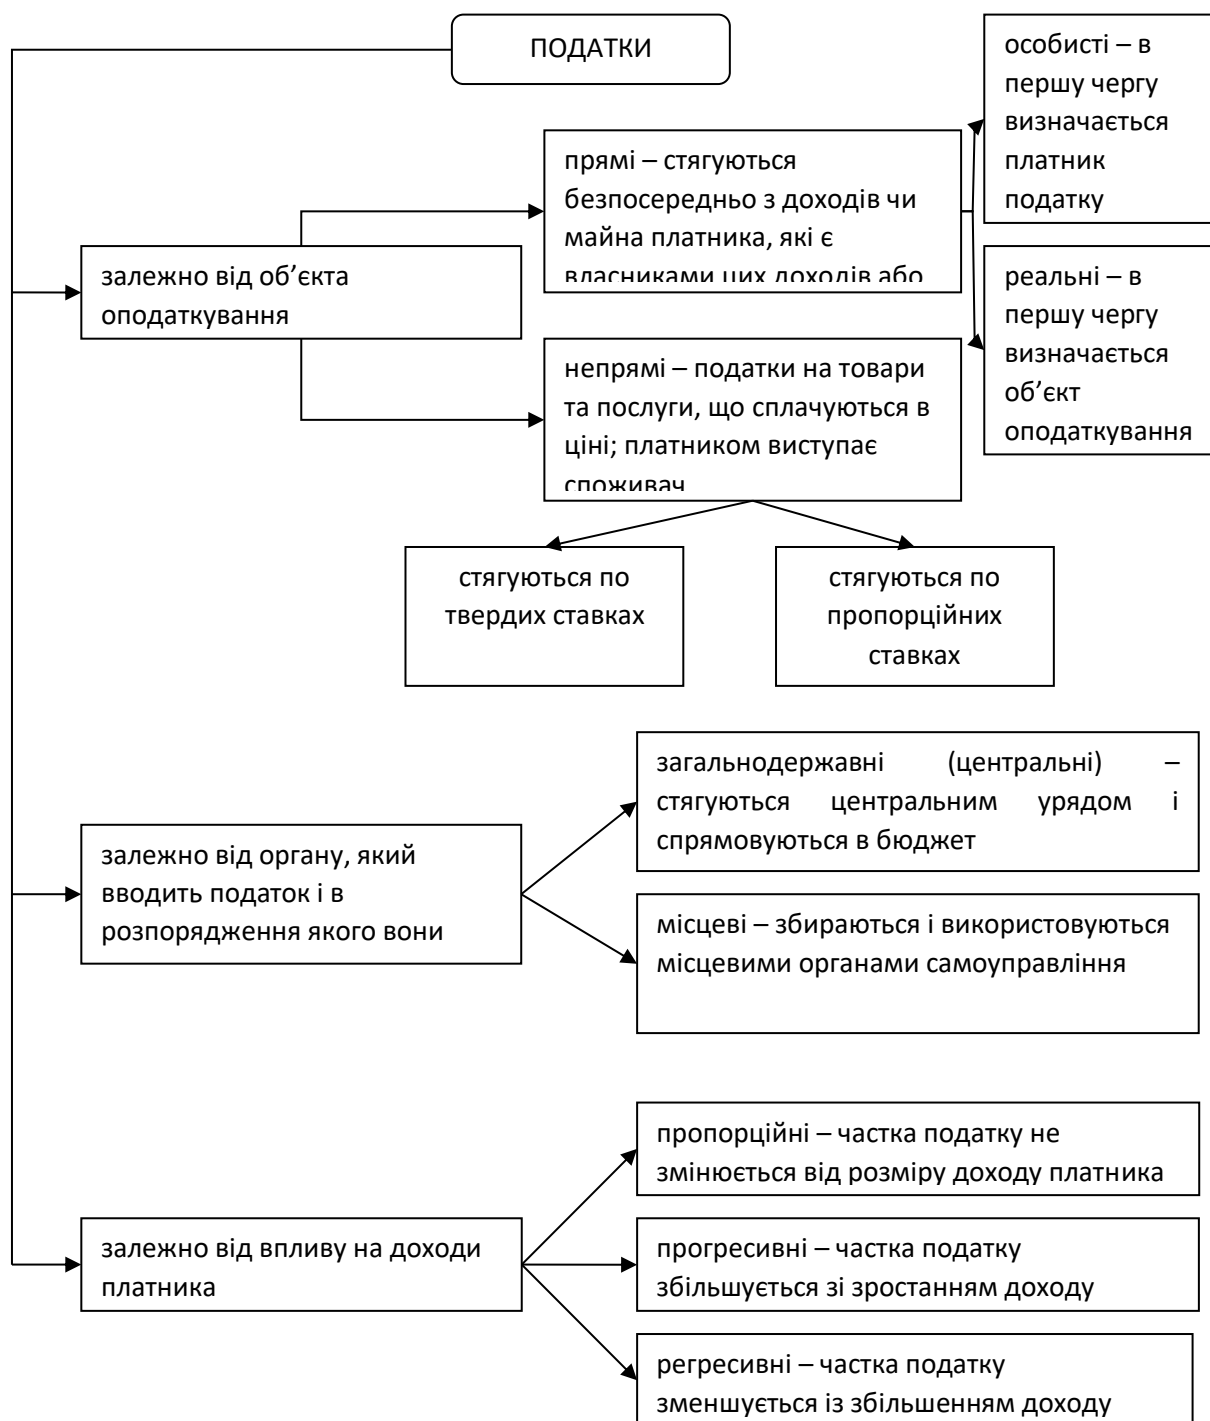 ПОДАТКИ
особисті – в
першу чергу
визначається
платник
податку
прямі – стягуються
безпосередньо з доходів чи
майна платника, які є
власниками цих доходів або
залежно від об’єкта
оподаткування
реальні – в
першу чергу
визначається
об’єкт
оподаткування
непрямі – податки на товари
та послуги, що сплачуються в
ціні; платником виступає
споживач
стягуються по
твердих ставках
стягуються по
пропорційних
ставках
загальнодержавні (центральні) –
стягуються центральним урядом і
спрямовуються в бюджет
залежно від органу, який
вводить податок і в
розпорядження якого вони
місцеві – збираються і використовуються
місцевими органами самоуправління
пропорційні – частка податку не
змінюється від розміру доходу платника
залежно від впливу на доходи
платника
прогресивні – частка податку
збільшується зі зростанням доходу
регресивні – частка податку
зменшується із збільшенням доходу